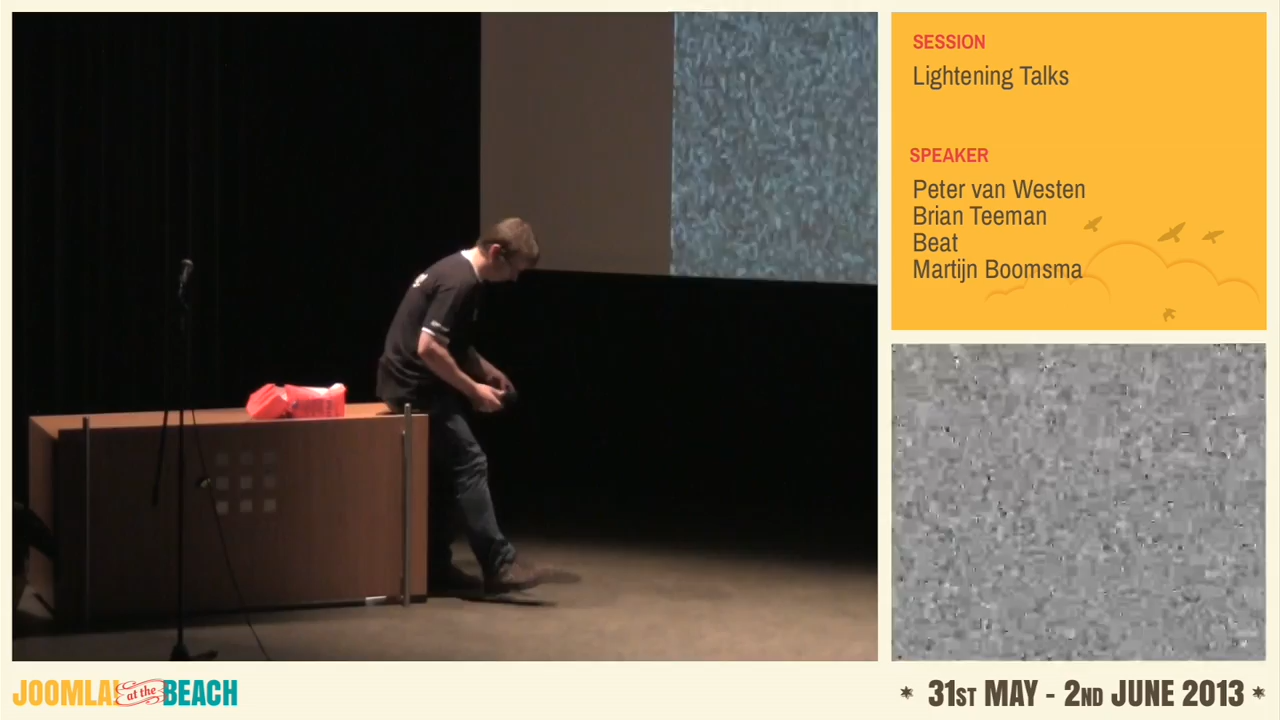 SESSION
Lightening Talks
SPEAKER
Peter van Westen
Brian Teeman
Beat
Martijn Boomsma
JOOMLA! at the BEACH
* 31ST MAY - 2ND JUNE 2013 *